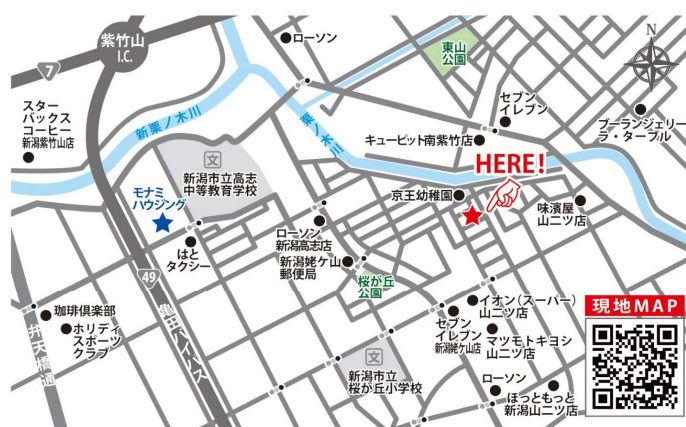 紫竹山
I.C.
7
ローソン
東山
公園
N
スター
バックス
コーヒー
新潟紫竹山店
新栗ノ木川
栗ノ木川
セブン
イレブン
キューピット南紫竹店
ブーランジェリー
ラ・ターブル
HERE!
文
新潟市立高志
中等教育学校
モナミ
ハウジング
京王幼稚園
味濱屋
山二ツ店
はと
タクシー
ローソン
新潟高志店
新潟姥ケ山
郵便局
桜が丘
公園
49
亀田バイパス
珈琲倶楽部
ホリディ
スポーツ
クラブ
弁天橋通
イオン(スーパー)
山二ツ店
セブン
イレブン
新潟姥ケ山店
マツモトキヨシ
山二ツ店
文
新潟市立
桜が丘小学校
ローソン
ほっともっと
新潟山二ツ店
現地MAP